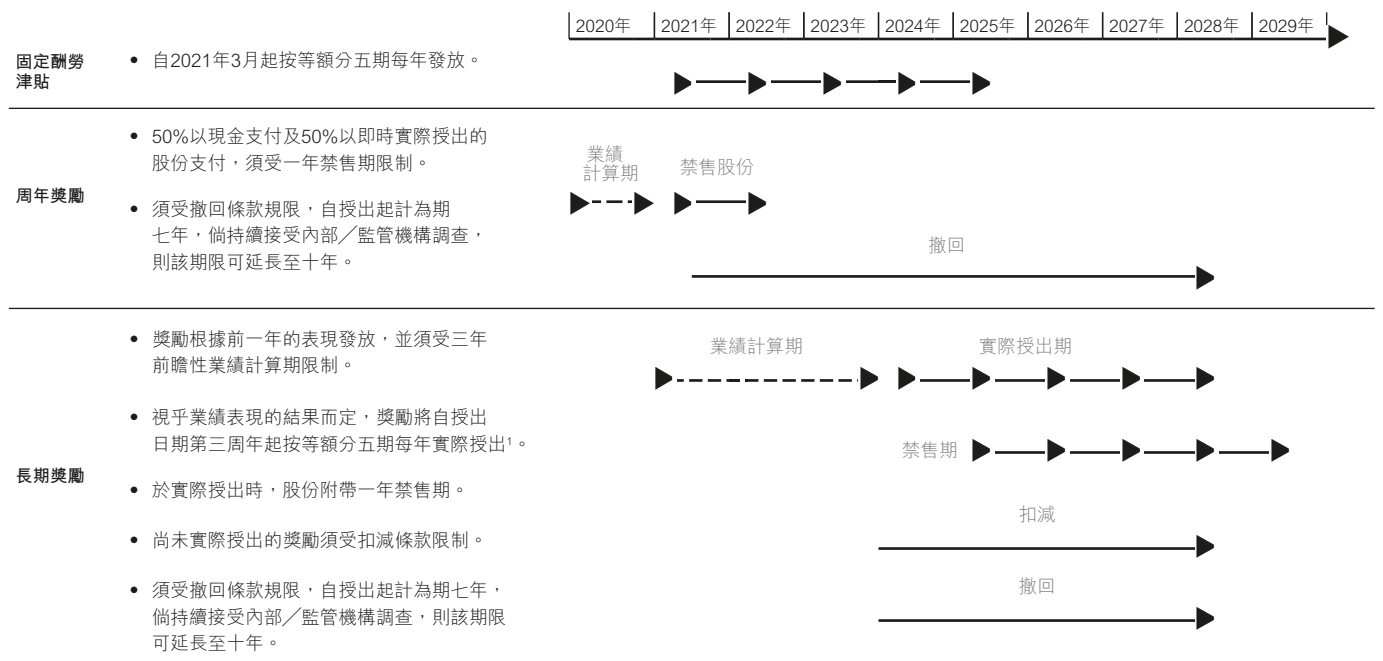 2020年 2021年 2022年 2023年 2024年 2025年 2026年 2027年 2028年 2029年
固定酬勞
津貼
• 自2021年3月起按等額分五期每年發放。
周年獎勵
• 50%以現金支付及50%以即時實際授出的
股份支付，須受一年禁售期限制。
• 須受撤回條款規限，自授出起計為期
七年，倘持續接受內部╱監管機構調查，
則該期限可延長至十年。
業績
計算期
禁售股份
撤回
長期獎勵
• 獎勵根據前一年的表現發放，並須受三年
前瞻性業績計算期限制。
• 視乎業績表現的結果而定，獎勵將自授出
日期第三周年起按等額分五期每年實際授出1。
• 於實際授出時，股份附帶一年禁售期。
• 尚未實際授出的獎勵須受扣減條款限制。
• 須受撤回條款規限，自授出起計為期七年，
倘持續接受內部╱監管機構調查，則該期限
可延長至十年。
業績計算期
實際授出期
禁售期
扣減
撤回